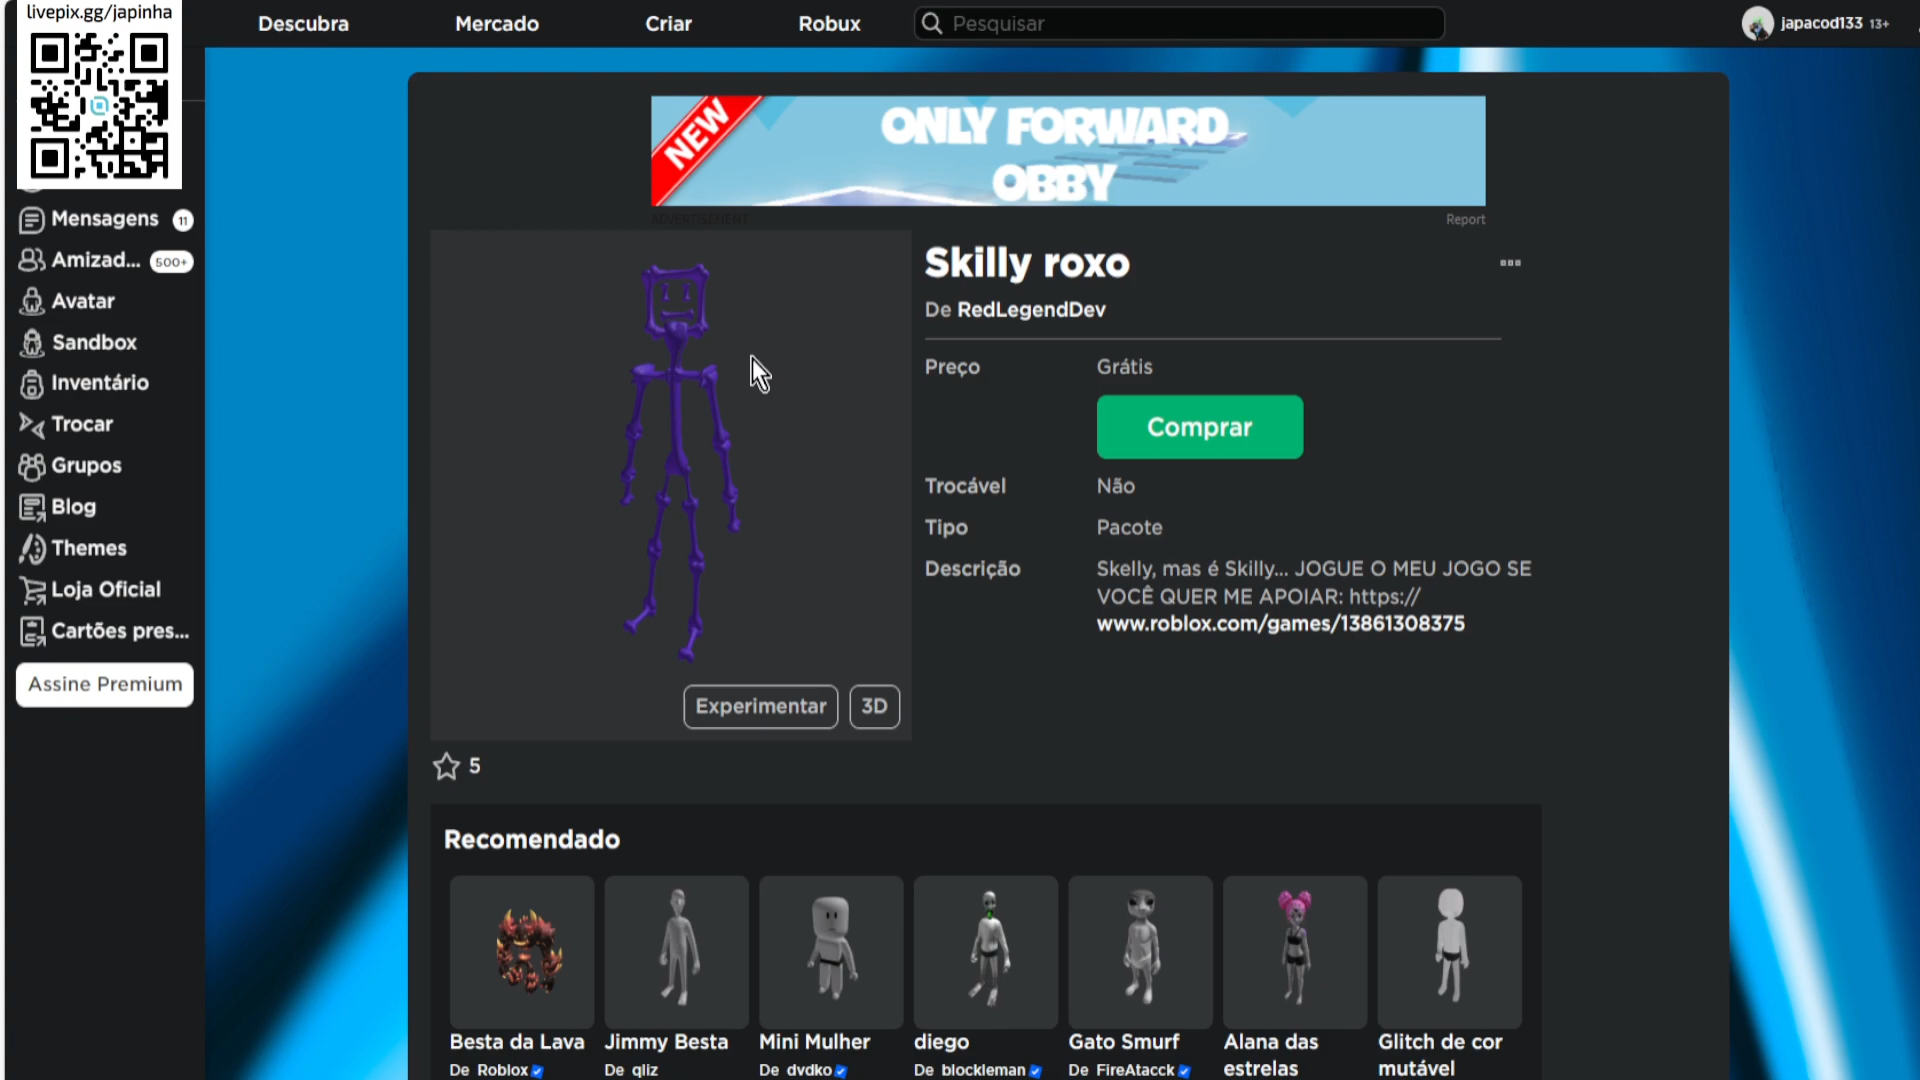 livepix.gg/japinha
Descubra
Mercado
Criar
Robux
Pesquisar
japacod133 13+
Mensagens 11
Amizad... 500+
Avatar
Sandbox
Inventário
Trocar
Grupos
Blog
Themes
Loja Oficial
Cartões pres...
Assine Premium
NEW
ONLY FORWARD
OBBY
ADVERTISEMENT
Report
Skilly roxo
De RedLegendDev
Preço Grátis
Comprar
Trocável Não
Tipo Pacote
Descrição Skelly, mas é Skilly... JOGUE O MEU JOGO SE
VOCÊ QUER ME APOIAR: https://
www.roblox.com/games/13861308375
Experimentar
3D
5
Recomendado
Besta da Lava
De Roblox
Jimmy Besta
De qliz
Mini Mulher
De dvdko
diego
De blockleman
Gato Smurf
De FireAtacck
Alana das
estrelas
Glitch de cor
mutável